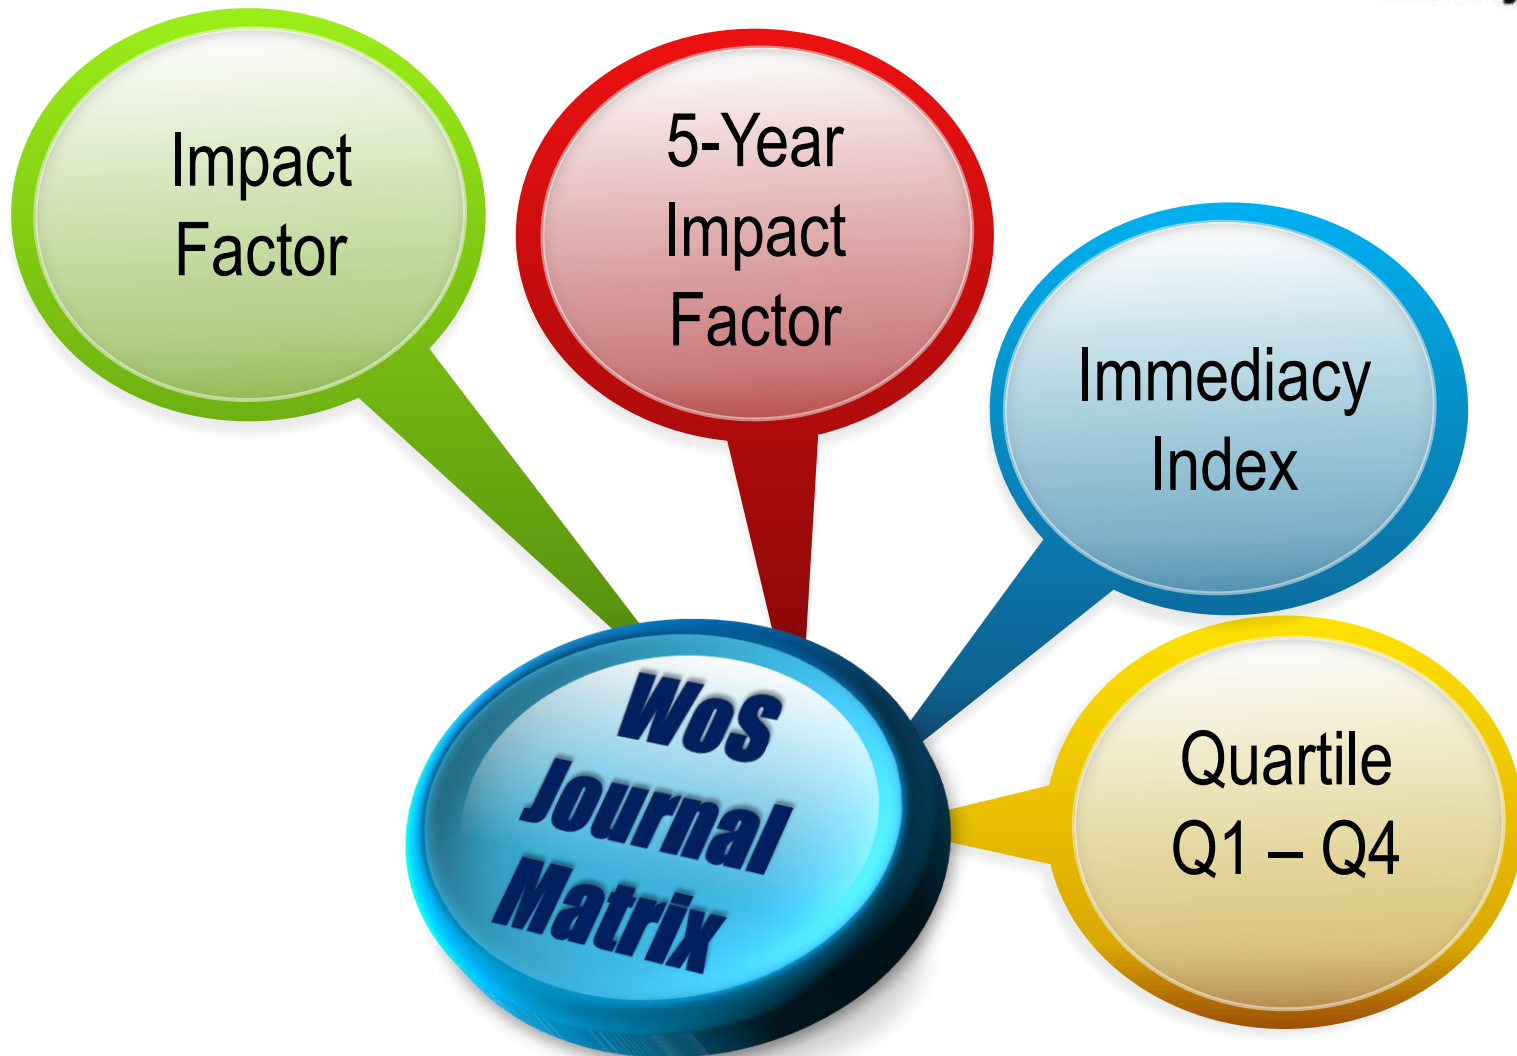 Impact
Factor
5-Year
Impact
Factor
Immediacy
Index
Quartile
Q1 – Q4
WoS
Journal
Matrix